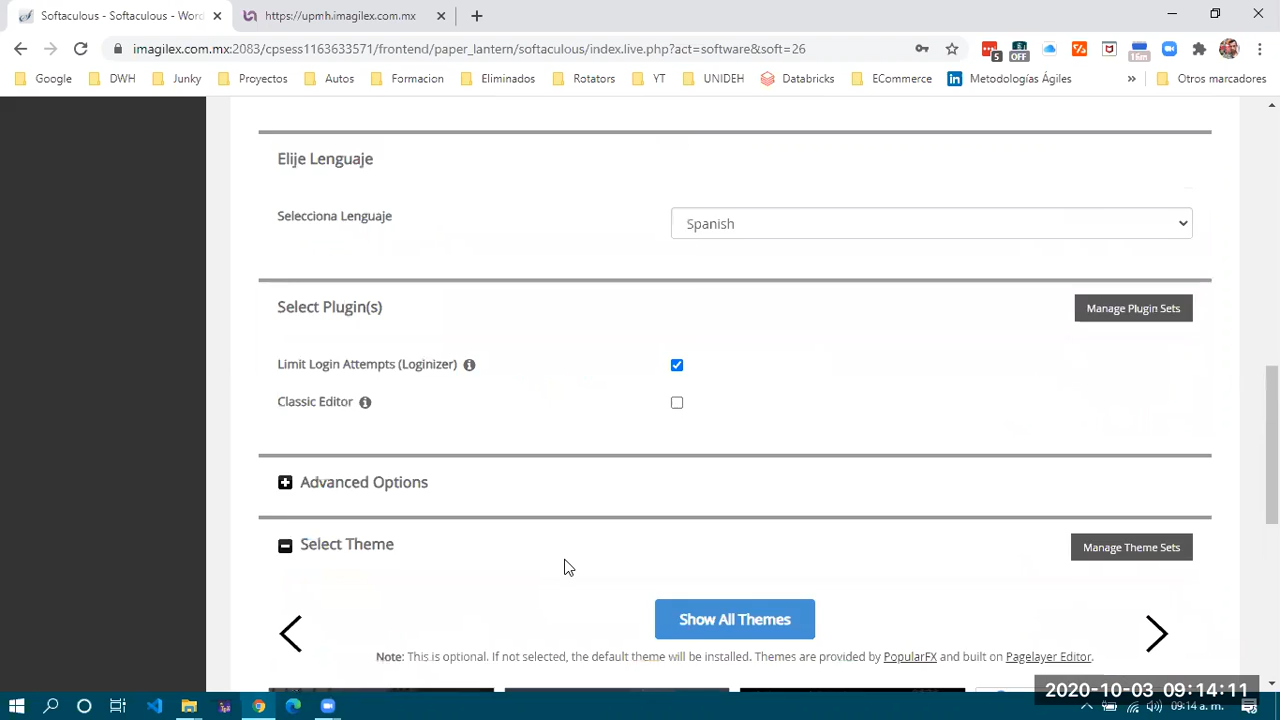 Softaculous - Softaculous - Wor
https://upmh.imagilex.com.mx
imagilex.com.mx:2083/cpsess1163633571/frontend/paper_lantern/softaculous/index.live.php?act=software&soft=26
5
OFF
16m
Google
DWH
Junky
Proyectos
Autos
Formacion
Eliminados
Rotators
YT
UNIDEH
Databricks
ECommerce
Metodologías Ágiles
»
Otros marcadores
Elije Lenguaje
Selecciona Lenguaje
Spanish
Select Plugin(s)
Manage Plugin Sets
Limit Login Attempts (Loginizer)
Classic Editor
Advanced Options
Select Theme
Manage Theme Sets
Show All Themes
Note: This is optional. If not selected, the default theme will be installed. Themes are provided by PopularFX and built on Pagelayer Editor.
2020-10-03 09:14:11
09:14 a. m.